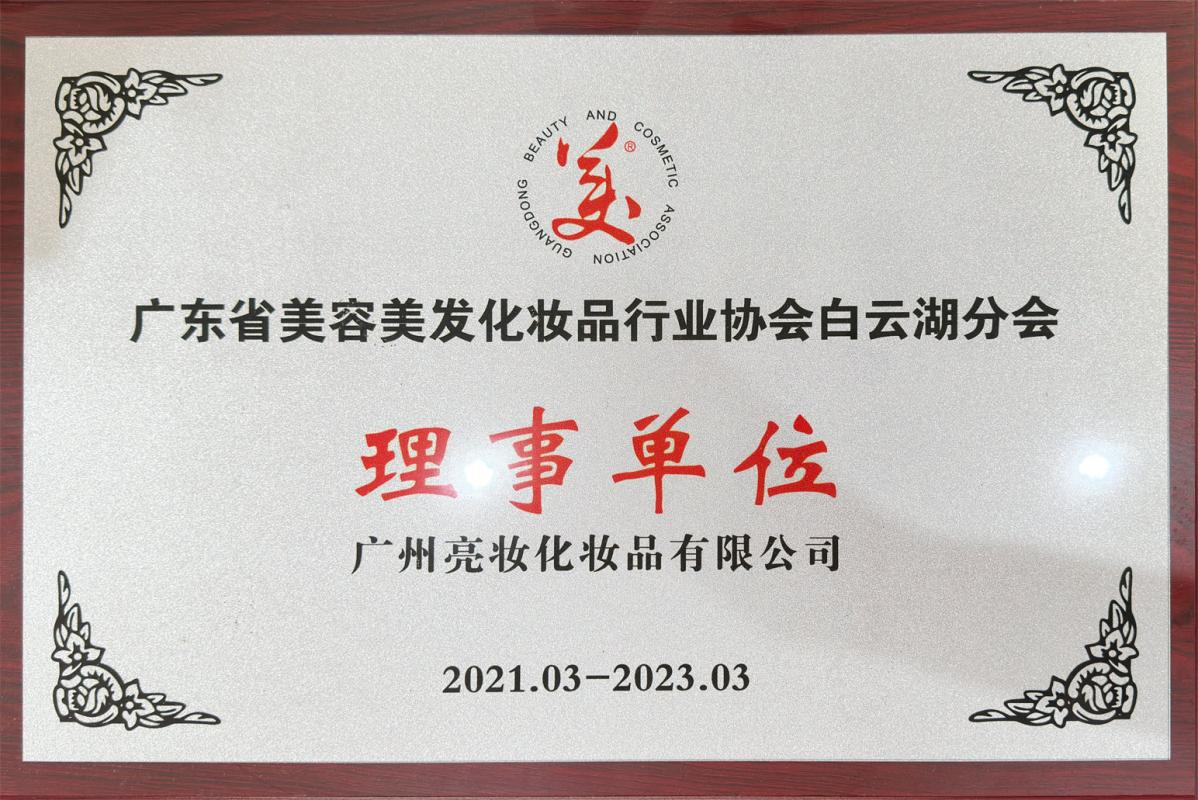 GUANGDONG BEAUTY AND COSMETIC ASSOCIATION
美®
广东省美容美发化妆品行业协会白云湖分会
理事单位
广州亮妆化妆品有限公司
2021.03-2023.03